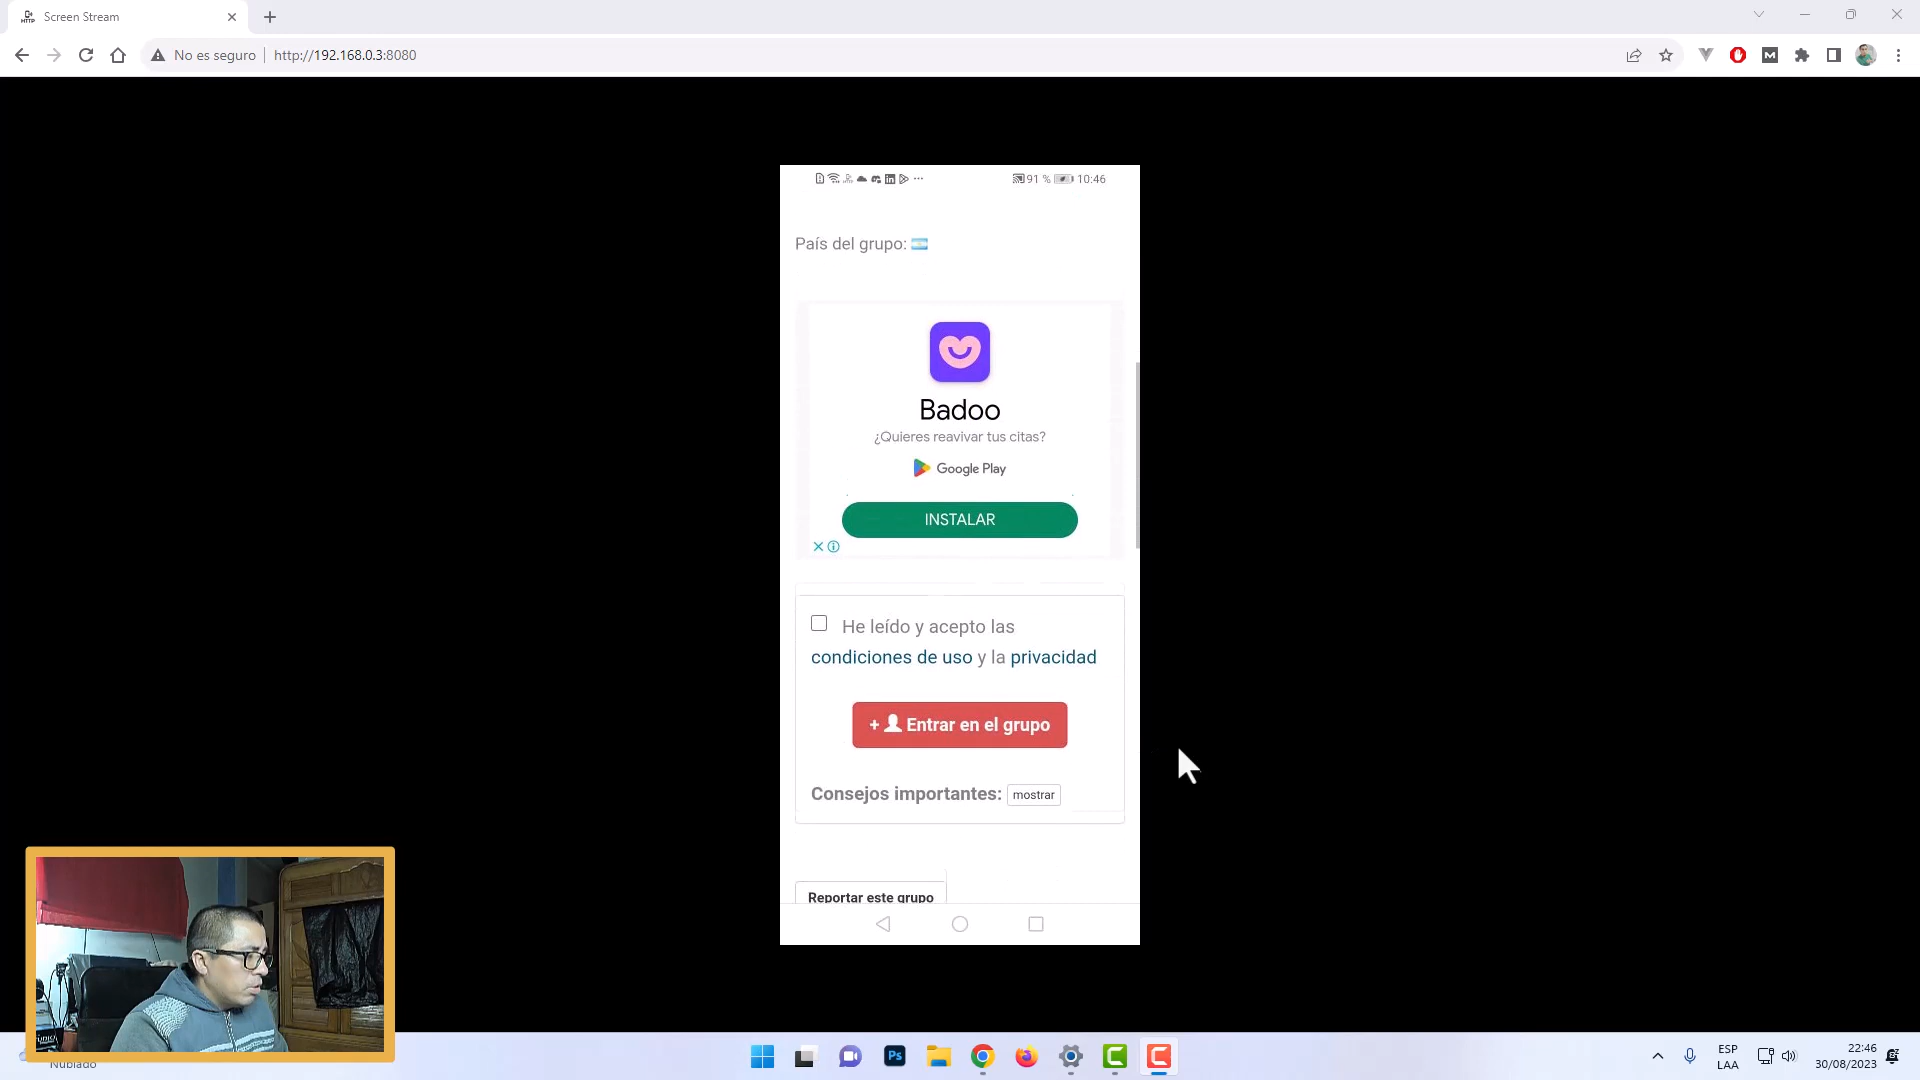 Screen Stream
No es seguro
http://192.168.0.3:8080
91 %
10:46
País del grupo:
Badoo
¿Quieres reavivar tus citas?
Google Play
INSTALAR
He leído y acepto las
condiciones de uso y la privacidad
+ Entrar en el grupo
Consejos importantes: mostrar
Reportar este grupo
Nublado
Ps
ESP
LAA
22:46
30/08/2023